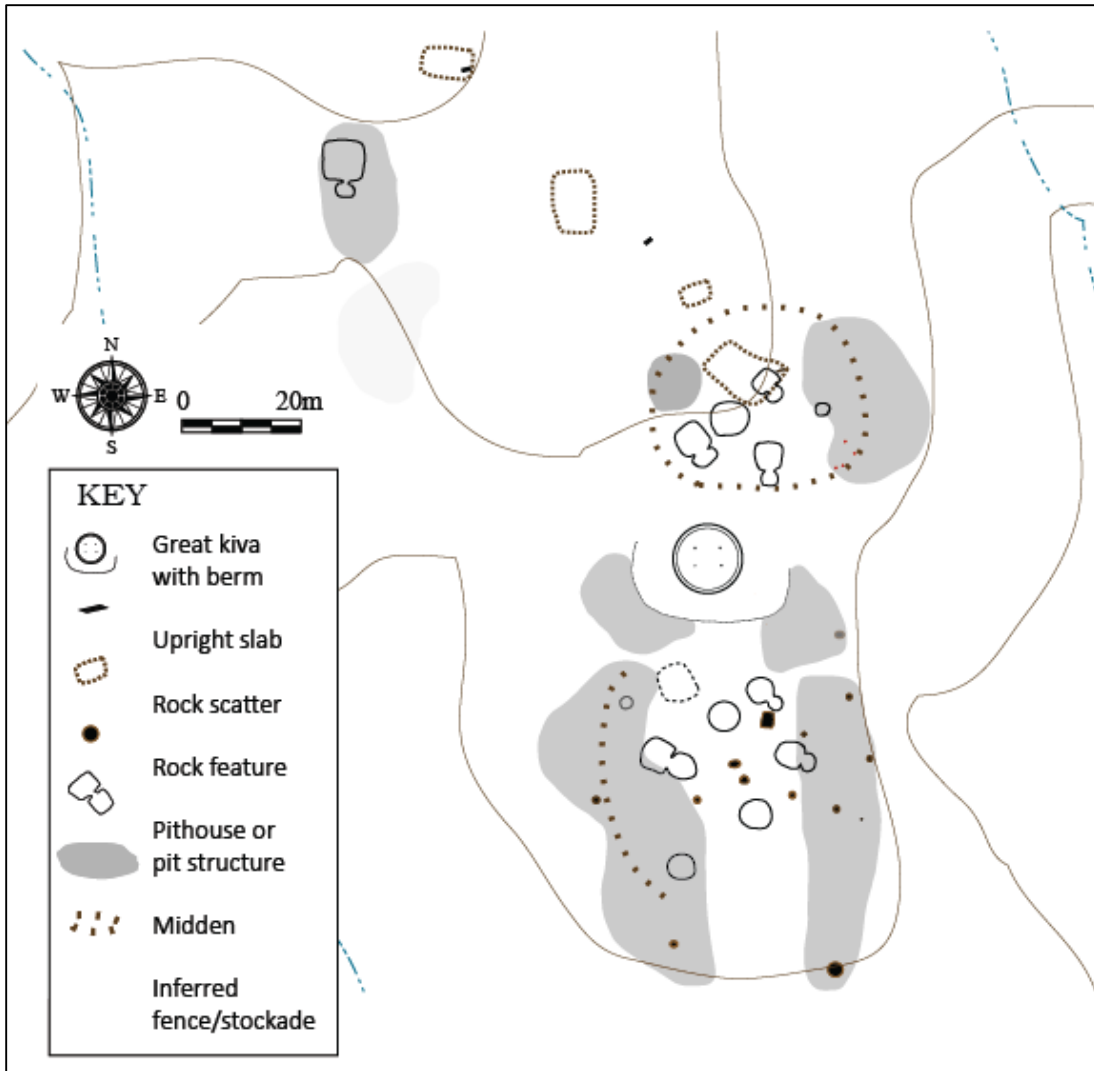 N
W
E
S
0 20m
KEY
Great kiva
with berm
Upright slab
Rock scatter
Rock feature
Pithouse or
pit structure
Midden
Inferred
fence/stockade